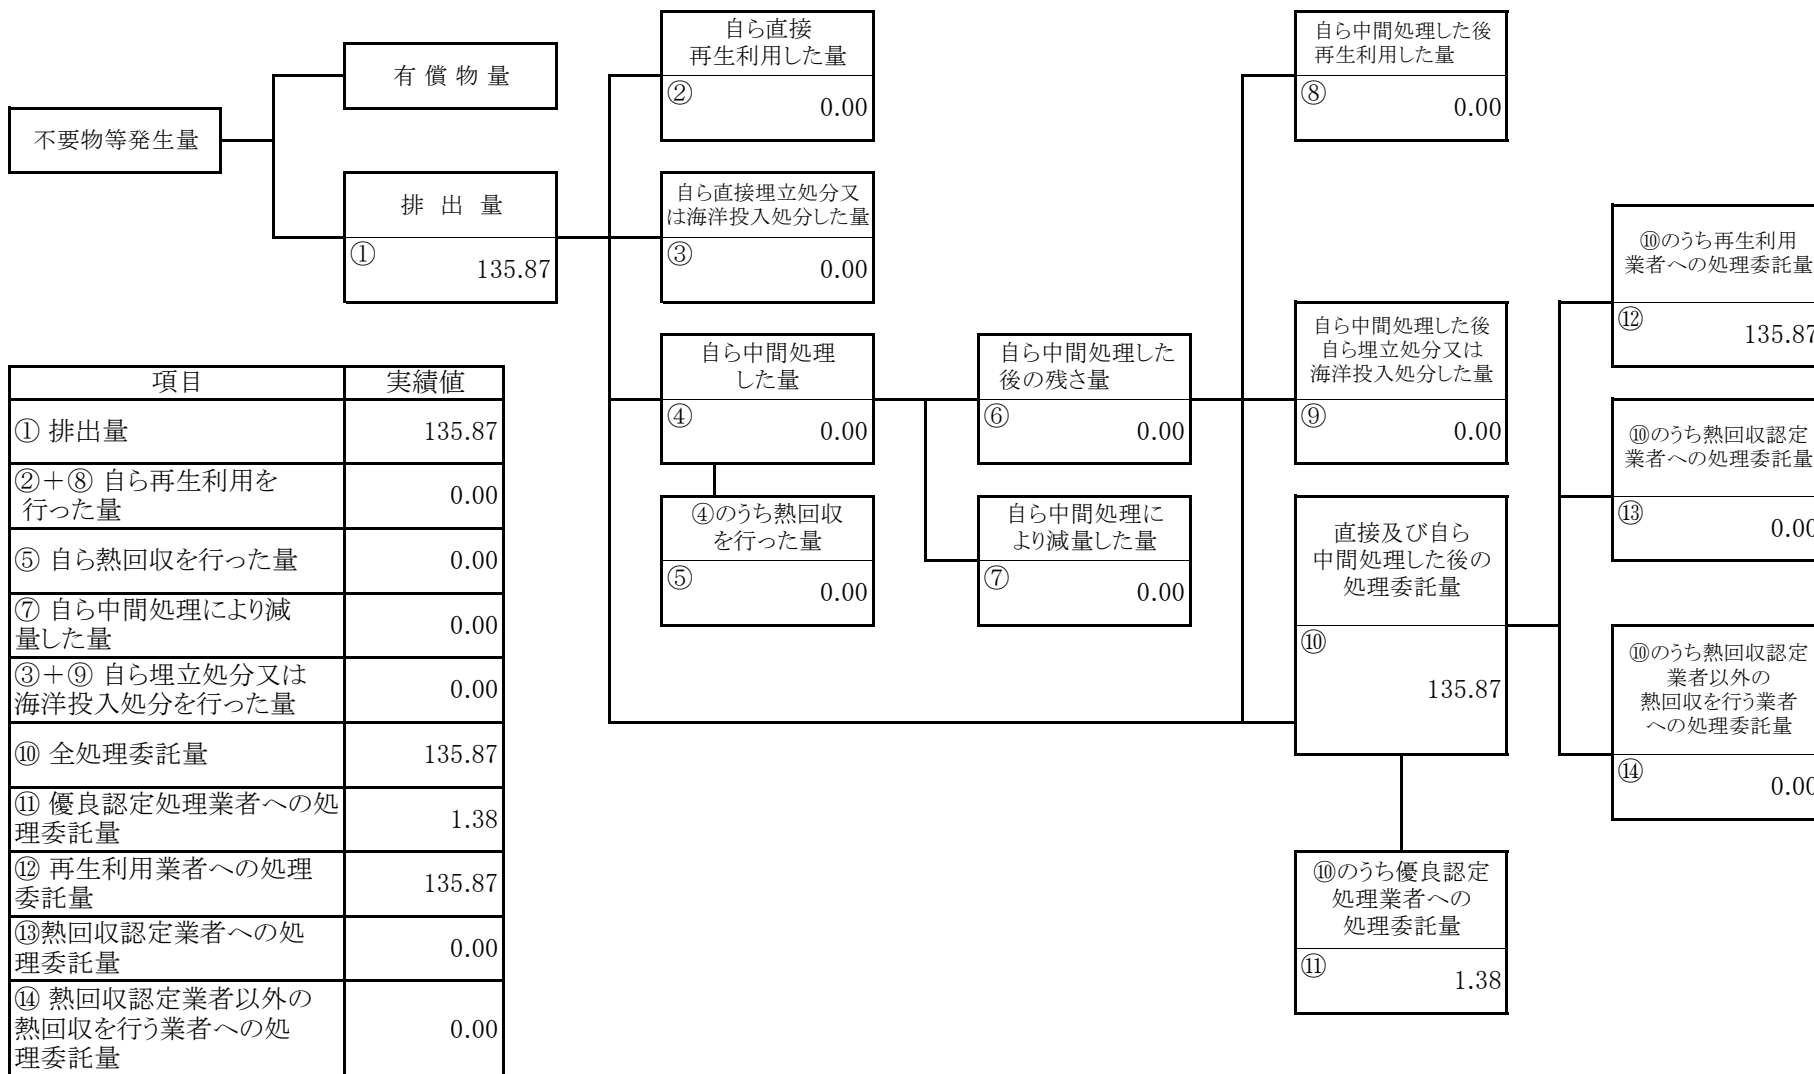 不要物等発生量
有 償 物 量
排 出 量
①
135.87
自ら直接
再生利用した量
②
0.00
自ら直接埋立処分又
は海洋投入処分した量
③
0.00
自ら中間処理
した量
④
0.00
④のうち熱回収
を行った量
⑤
0.00
自ら中間処理した
後の残さ量
⑥
0.00
自ら中間処理に
より減量した量
⑦
0.00
自ら中間処理した後
再生利用した量
⑧
0.00
自ら中間処理した後
自ら埋立処分又は
海洋投入処分した量
⑨
0.00
直接及び自ら
中間処理した後の
処理委託量
⑩
135.87
⑩のうち優良認定
処理業者への
処理委託量
⑪
1.38
⑩のうち再生利用
業者への処理委託量
⑫
135.87
⑩のうち熱回収認定
業者への処理委託量
⑬
0.00
⑩のうち熱回収認定
業者以外の
熱回収を行う業者
への処理委託量
⑭
0.00
項目 実績値
① 排出量 135.87
②＋⑧ 自ら再生利用を
行った量 0.00
⑤ 自ら熱回収を行った量 0.00
⑦ 自ら中間処理により減
量した量 0.00
③＋⑨ 自ら埋立処分又は
海洋投入処分を行った量 0.00
⑩ 全処理委託量 135.87
⑪ 優良認定処理業者への処
理委託量 1.38
⑫ 再生利用業者への処理
委託量 135.87
⑬熱回収認定業者への処
理委託量 0.00
⑭ 熱回収認定業者以外の
熱回収を行う業者への処
理委託量 0.00